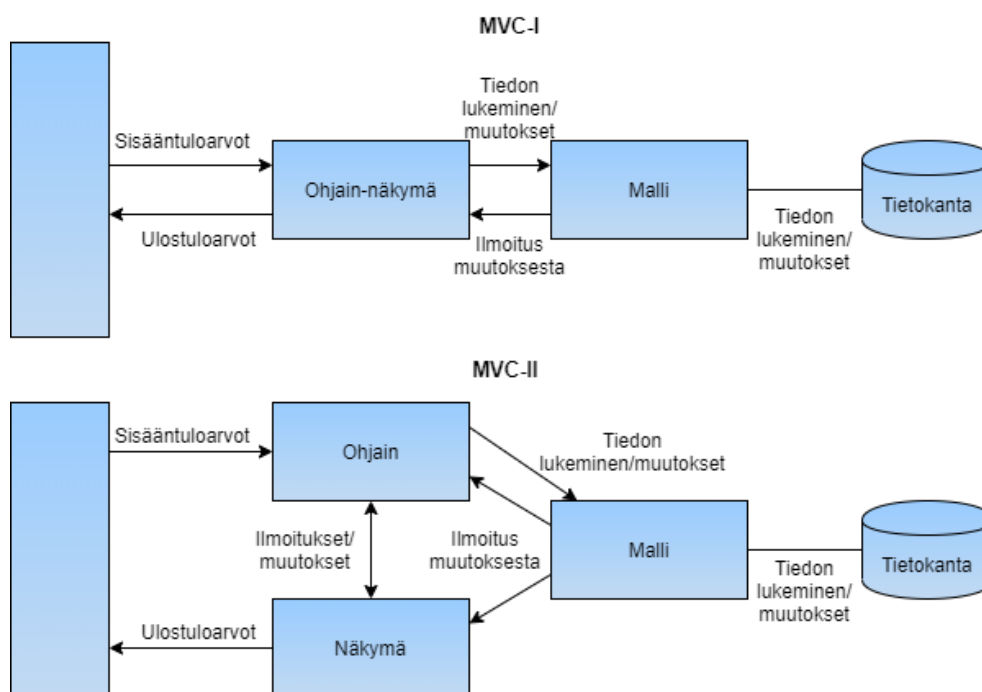 MVC-I
Tiedon
lukeminen/
muutokset
Sisääntuloarvot
Ohjain-näkymä
Malli
Tietokanta
Ulostuloarvot
Ilmoitus
muutoksesta
Tiedon
lukeminen/
muutokset
MVC-II
Sisääntuloarvot
Ohjain
Tiedon
lukeminen/muutokset
Ilmoitukset/
muutokset
Ilmoitus
muutoksesta
Malli
Tietokanta
Tiedon
lukeminen/
muutokset
Ulostuloarvot
Näkymä